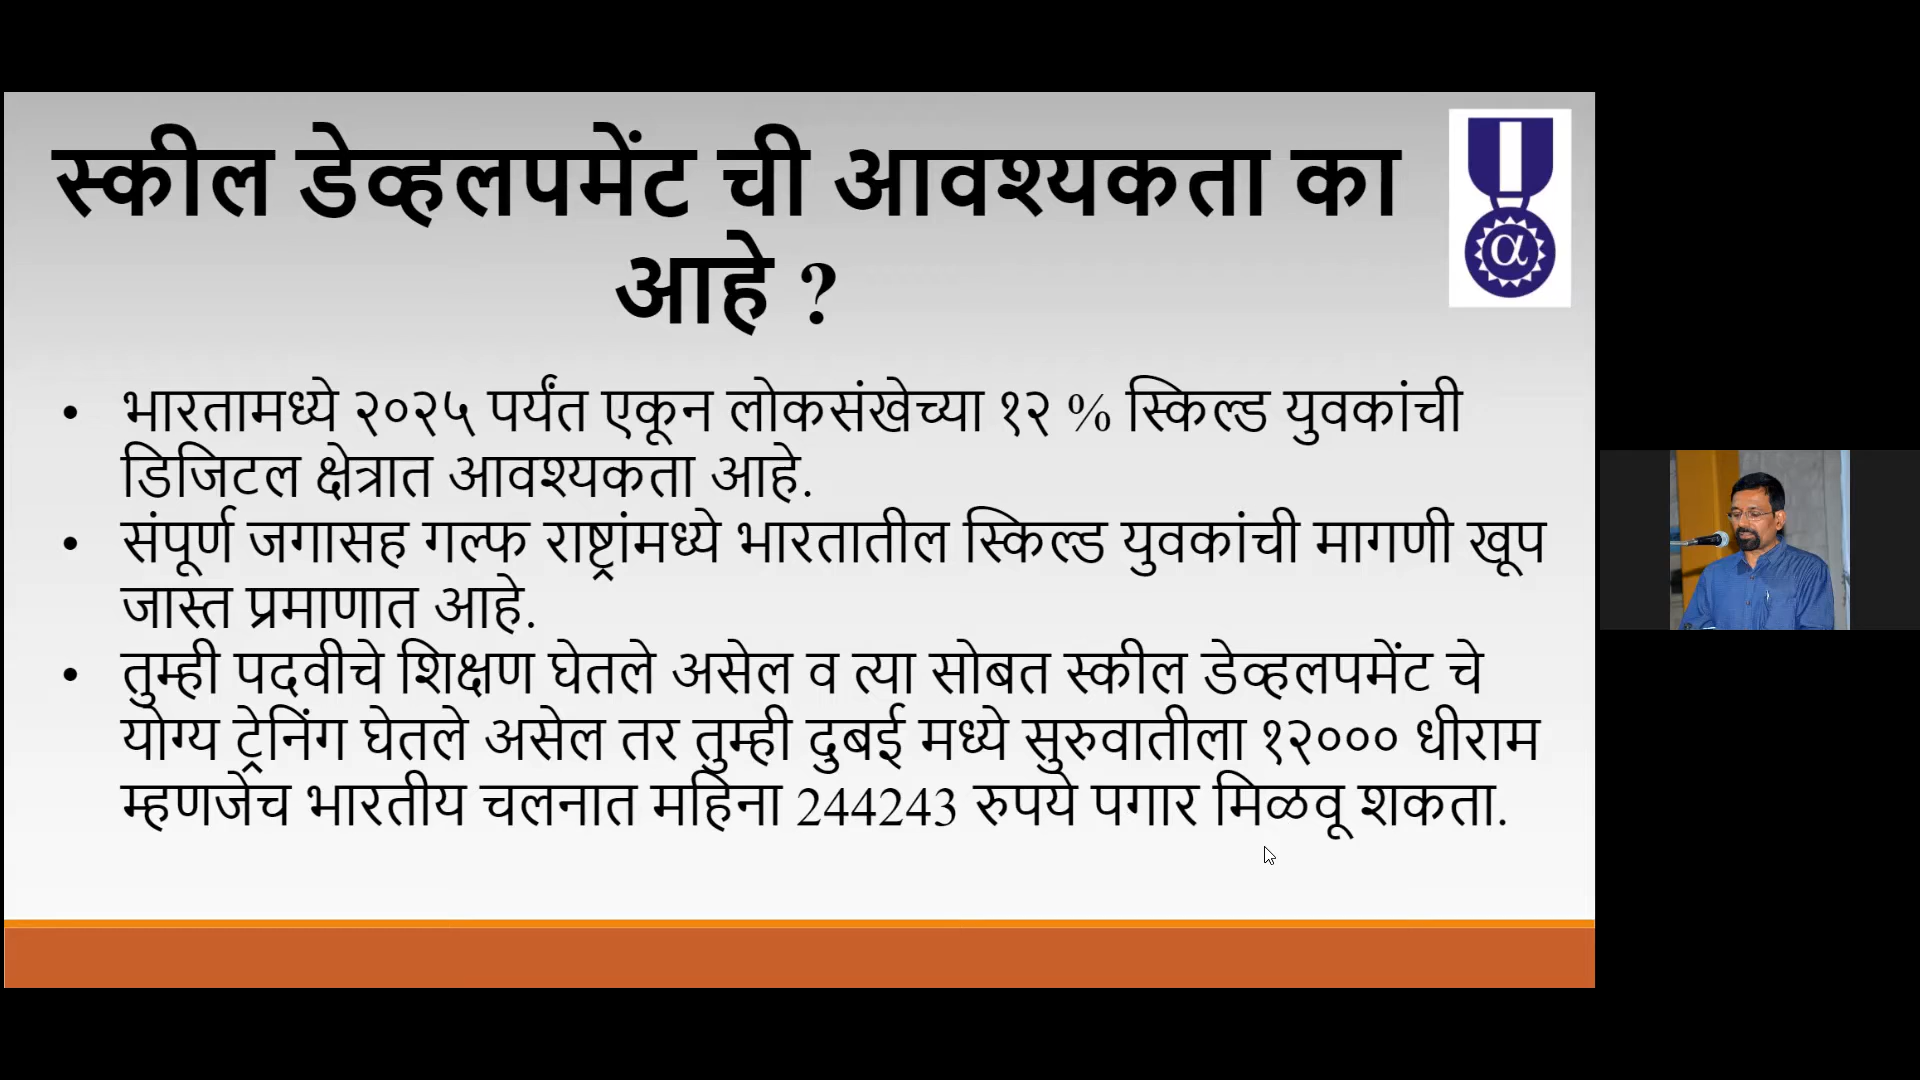 स्कील डेव्हलपमेंट ची आवश्यकता का
आहे ?
α
• भारतामध्ये २०२५ पर्यंत एकून लोकसंखेच्या १२ % स्किल्ड युवकांची
डिजिटल क्षेत्रात आवश्यकता आहे.
• संपूर्ण जगासह गल्फ राष्ट्रांमध्ये भारतातील स्किल्ड युवकांची मागणी खूप
जास्त प्रमाणात आहे.
• तुम्ही पदवीचे शिक्षण घेतले असेल व त्या सोबत स्कील डेव्हलपमेंट चे
योग्य ट्रेनिंग घेतले असेल तर तुम्ही दुबई मध्ये सुरुवातीला १२००० धीराम
म्हणजेच भारतीय चलनात महिना 244243 रुपये पगार मिळवू शकता.